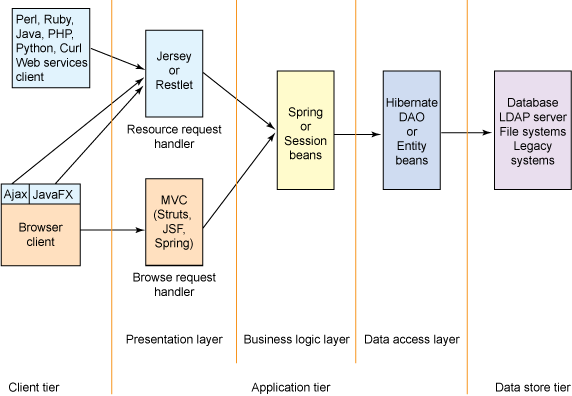 Perl, Ruby,
Java, PHP,
Python, Curl
Web services
client
Jersey
or
Restlet
Resource request
handler
Spring
or
Session
beans
Hibernate
DAO
or
Entity
beans
Database
LDAP server
File systems
Legacy
systems
Ajax
JavaFX
Browser
client
MVC
(Struts,
JSF,
Spring)
Browse request
handler
Presentation layer
Business logic layer
Data access layer
Client tier
Application tier
Data store tier